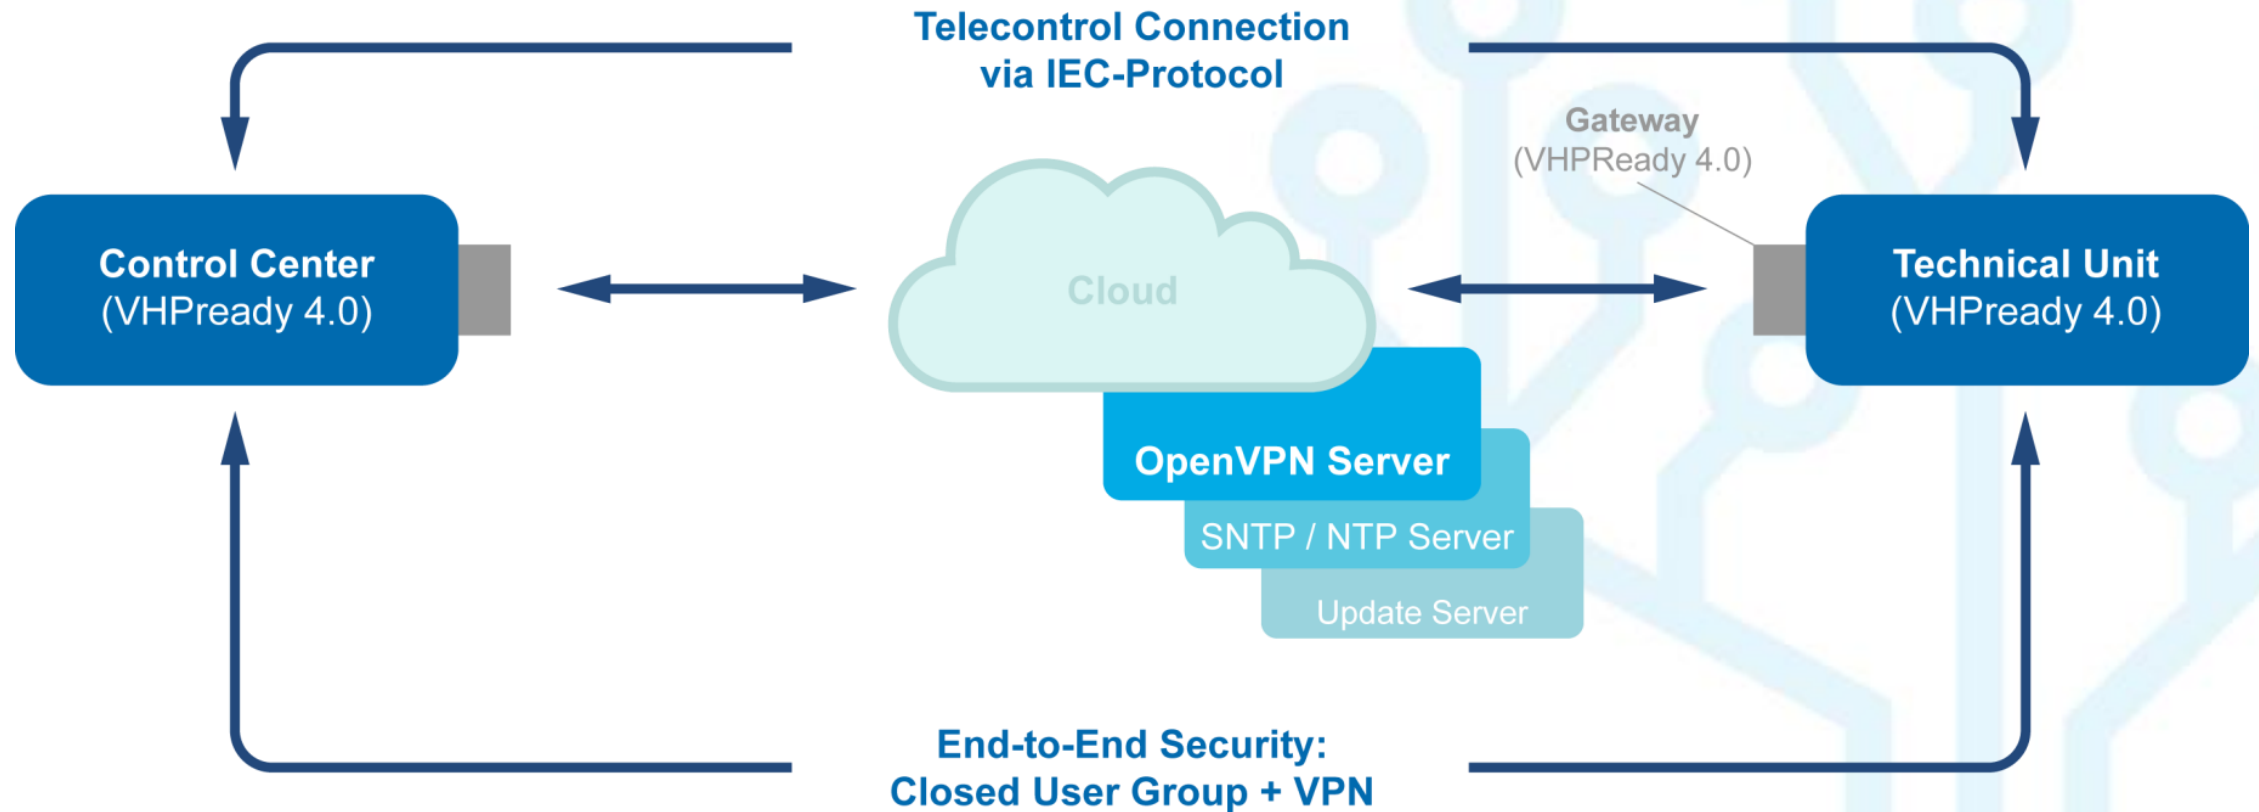 Telecontrol Connection
via IEC-Protocol
Gateway
(VHPReady 4.0)
Control Center
(VHPready 4.0)
Cloud
Technical Unit
(VHPready 4.0)
OpenVPN Server
SNTP / NTP Server
Update Server
End-to-End Security:
Closed User Group + VPN